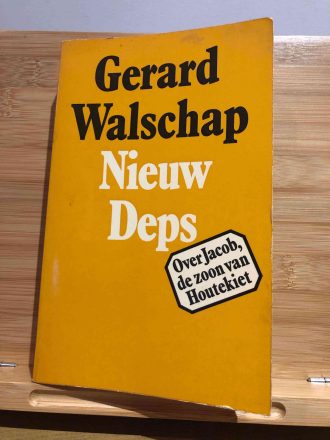 Gerard
Walschap
Nieuw
Deps
Over Jacob,
de zoon van
Houtekiet